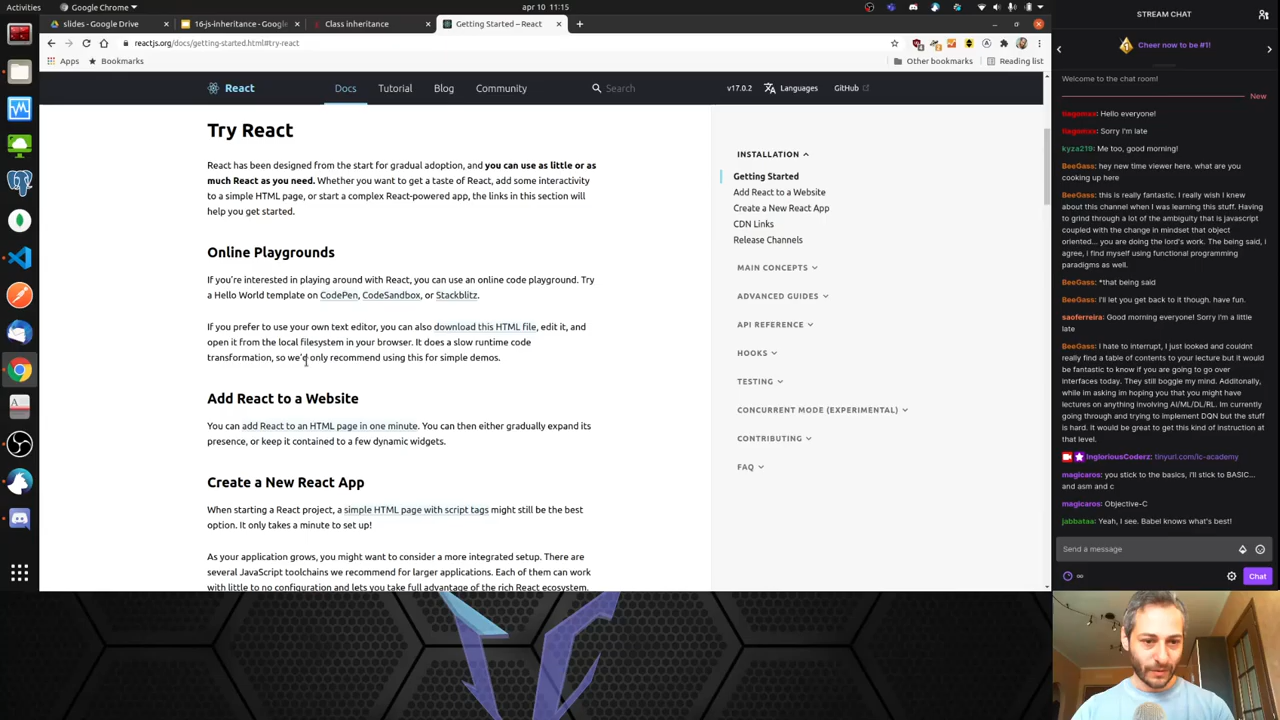 Activities
Google Chrome
apr 10 11:15
slides - Google Drive
16-js-inheritance - Google
Class inheritance
Getting Started – React
reactjs.org/docs/getting-started.html#try-react
Apps
Bookmarks
Other bookmarks
Reading list
React
Docs
Tutorial
Blog
Community
Search
v17.0.2
Languages
GitHub
Try React
React has been designed from the start for gradual adoption, and you can use as little or as
much React as you need. Whether you want to get a taste of React, add some interactivity
to a simple HTML page, or start a complex React-powered app, the links in this section will
help you get started.
Online Playgrounds
If you're interested in playing around with React, you can use an online code playground. Try
a Hello World template on CodePen, CodeSandbox, or Stackblitz.
If you prefer to use your own text editor, you can also download this HTML file, edit it, and
open it from the local filesystem in your browser. It does a slow runtime code
transformation, so we'd only recommend using this for simple demos.
Add React to a Website
You can add React to an HTML page in one minute. You can then either gradually expand its
presence, or keep it contained to a few dynamic widgets.
Create a New React App
When starting a React project, a simple HTML page with script tags might still be the best
option. It only takes a minute to set up!
As your application grows, you might want to consider a more integrated setup. There are
several JavaScript toolchains we recommend for larger applications. Each of them can work
with little to no configuration and lets you take full advantage of the rich React ecosystem.
INSTALLATION
Getting Started
Add React to a Website
Create a New React App
CDN Links
Release Channels
MAIN CONCEPTS
ADVANCED GUIDES
API REFERENCE
HOOKS
TESTING
CONCURRENT MODE (EXPERIMENTAL)
CONTRIBUTING
FAQ
STREAM CHAT
Cheer now to be #1!
Welcome to the chat room!
New
tiagomax: Hello everyone!
tiagomax: Sorry I'm late
kyza219: Me too, good morning!
BeeGass: hey new time viewer here. what are you
cooking up here
BeeGass: this is really fantastic. I really wish I knew
about this channel when I was learning this stuff. Having
to grind through a lot of the ambiguity that is javascript
coupled with the change in mindset that object
oriented... you are doing the lord's work. The being said, i
agree, I find myself using functional programming
paradigms as well.
BeeGass: *that being said
BeeGass: I'll let you get back to it though. have fun.
saoferreira: Good morning everyone! Sorry I'm a little
late
BeeGass: I hate to interrupt, I just looked and couldnt
really find a table of contents to your lecture but it would
be fantastic to know if you are going to go over
interfaces today. They still boggle my mind. Additonally,
while im asking im hoping you that you might have
lectures on anything involving AI/ML/DL/RL. Im currently
going through and trying to implement DQN but the stuff
is hard. It would be great to get this kind of instruction at
that level.
IngloriousCoderz: tinyurl.com/ic-academy
magicaros: you stick to the basics, i'll stick to BASIC...
and asm and c
magicaros: Objective-C
jabbataa: Yeah, I see. Babel knows what's best!
Send a message
Chat